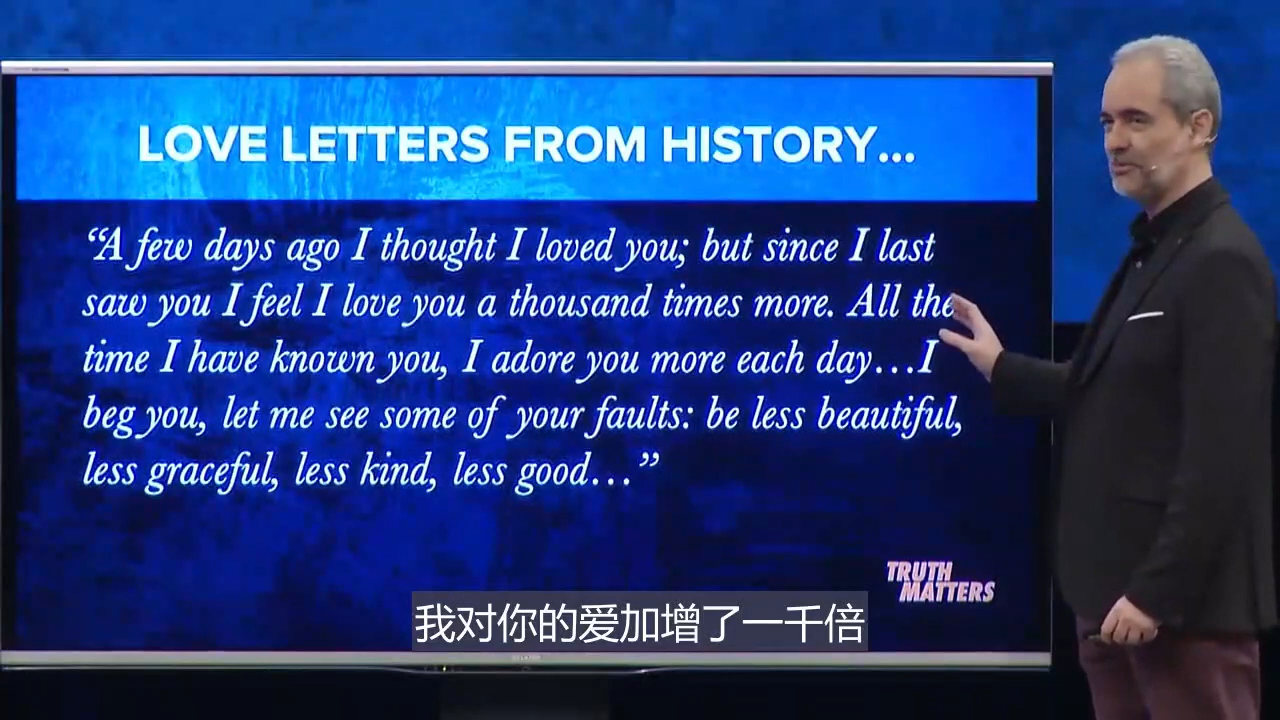 LOVE LETTERS FROM HISTORY...
“A few days ago I thought I loved you; but since I last
saw you I feel I love you a thousand times more. All the
time I have known you, I adore you more each day…I
beg you, let me see some of your faults: be less beautiful,
less graceful, less kind, less good…”
TRUTH
MATTERS
我对你的爱加增了一千倍